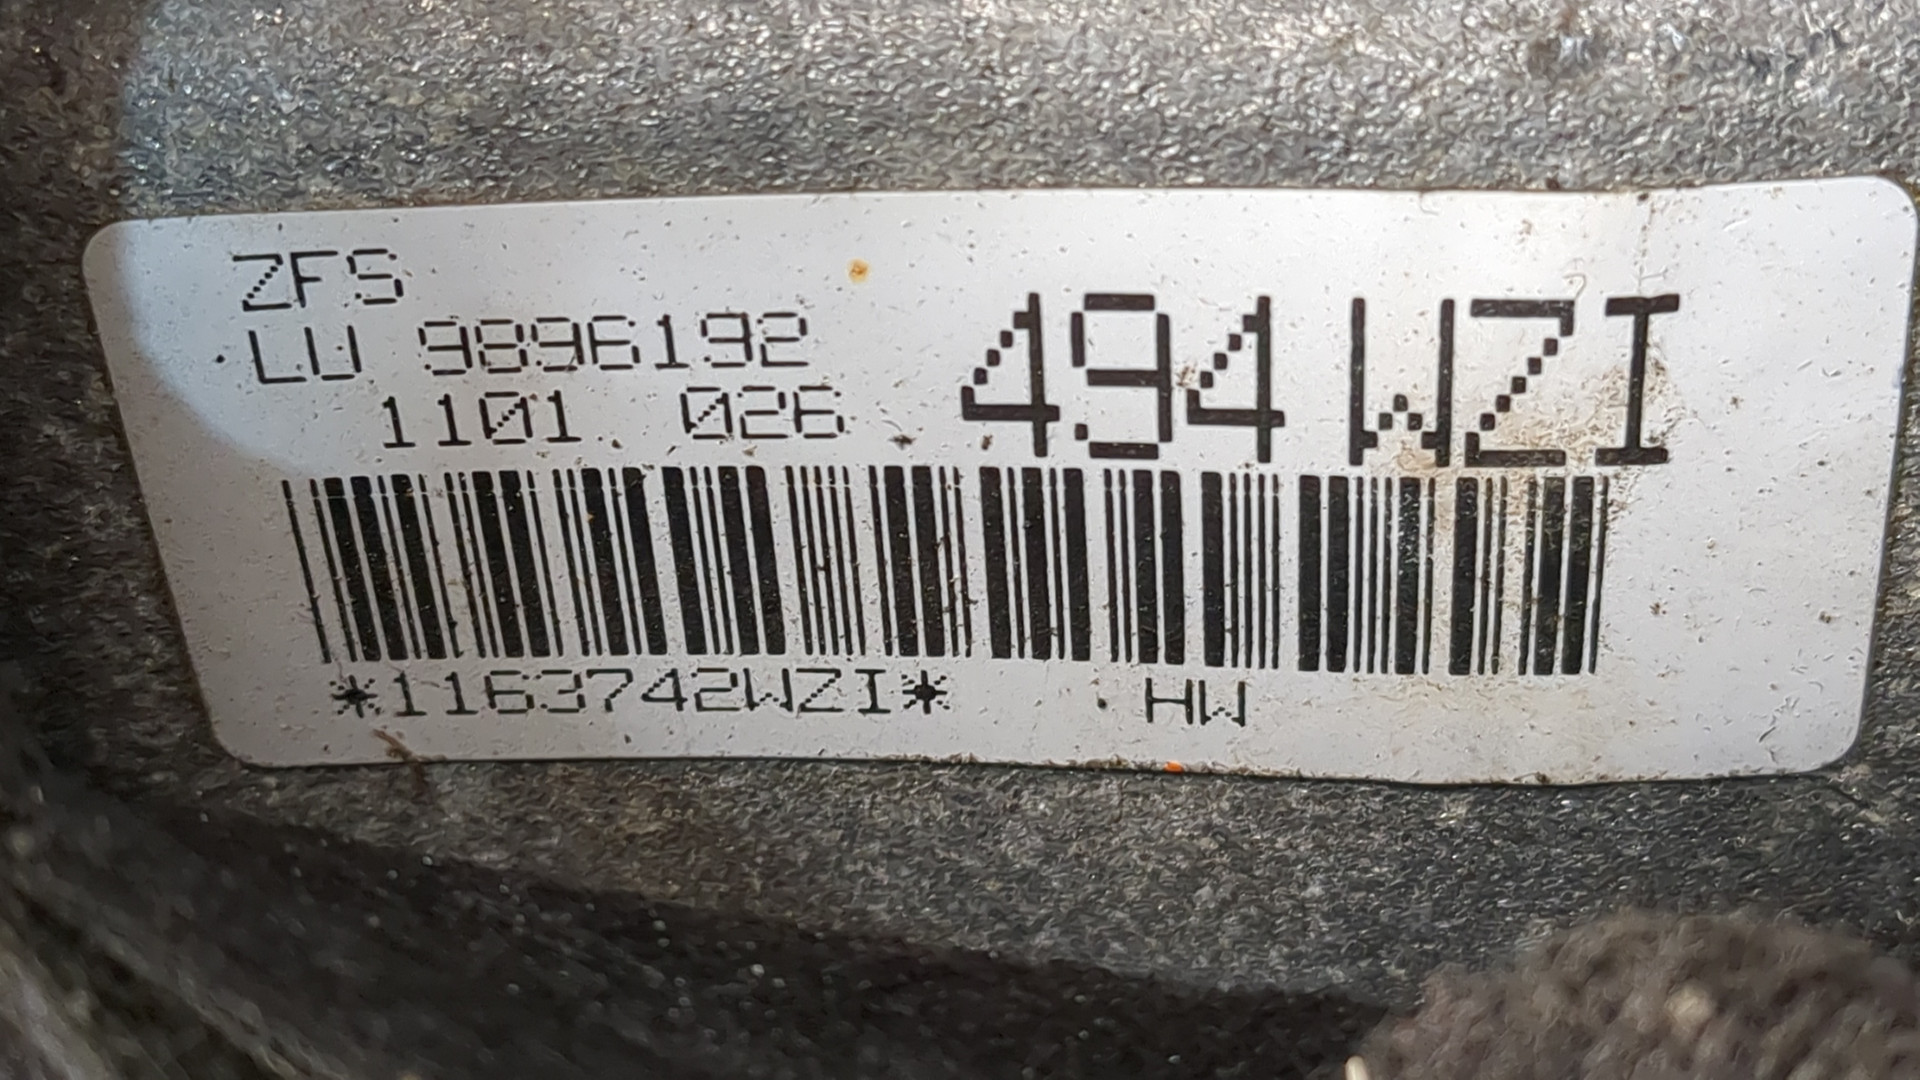 ZFS
LU 9896192 494 WZI
1101 026
*1163742WZI* HW